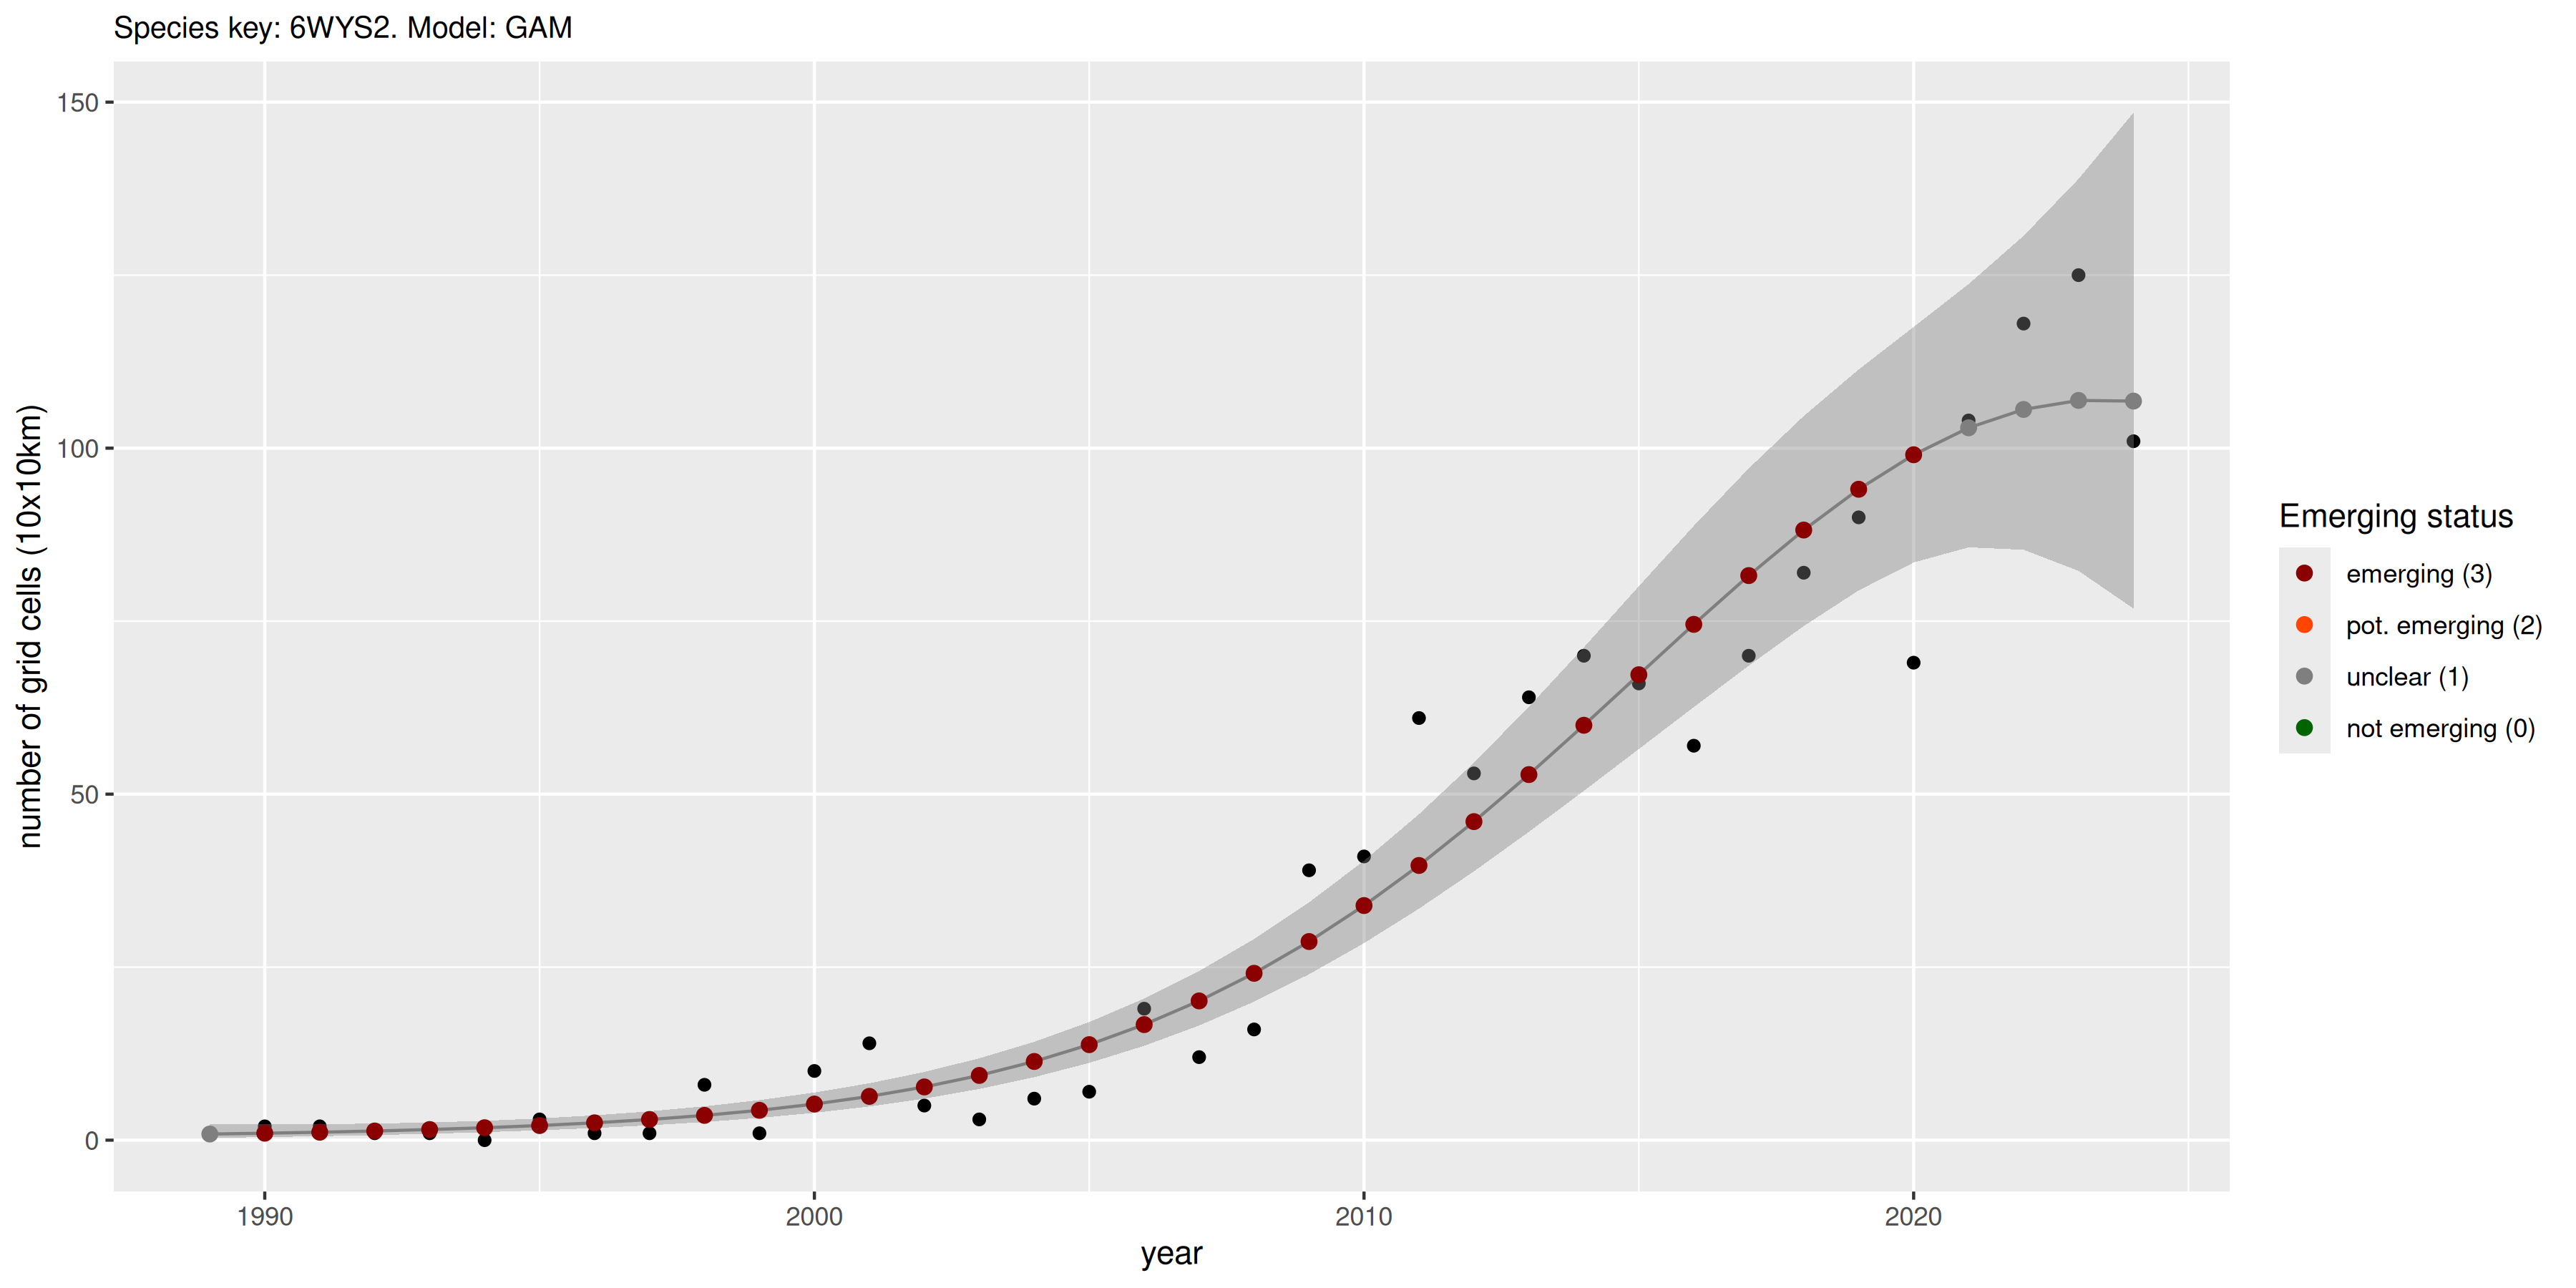 Species key: 6WYS2. Model: GAM
150
100
50
0
number of grid cells (10x10km)
1990
2000
2010
2020
year
Emerging status
emerging (3)
pot. emerging (2)
unclear (1)
not emerging (0)